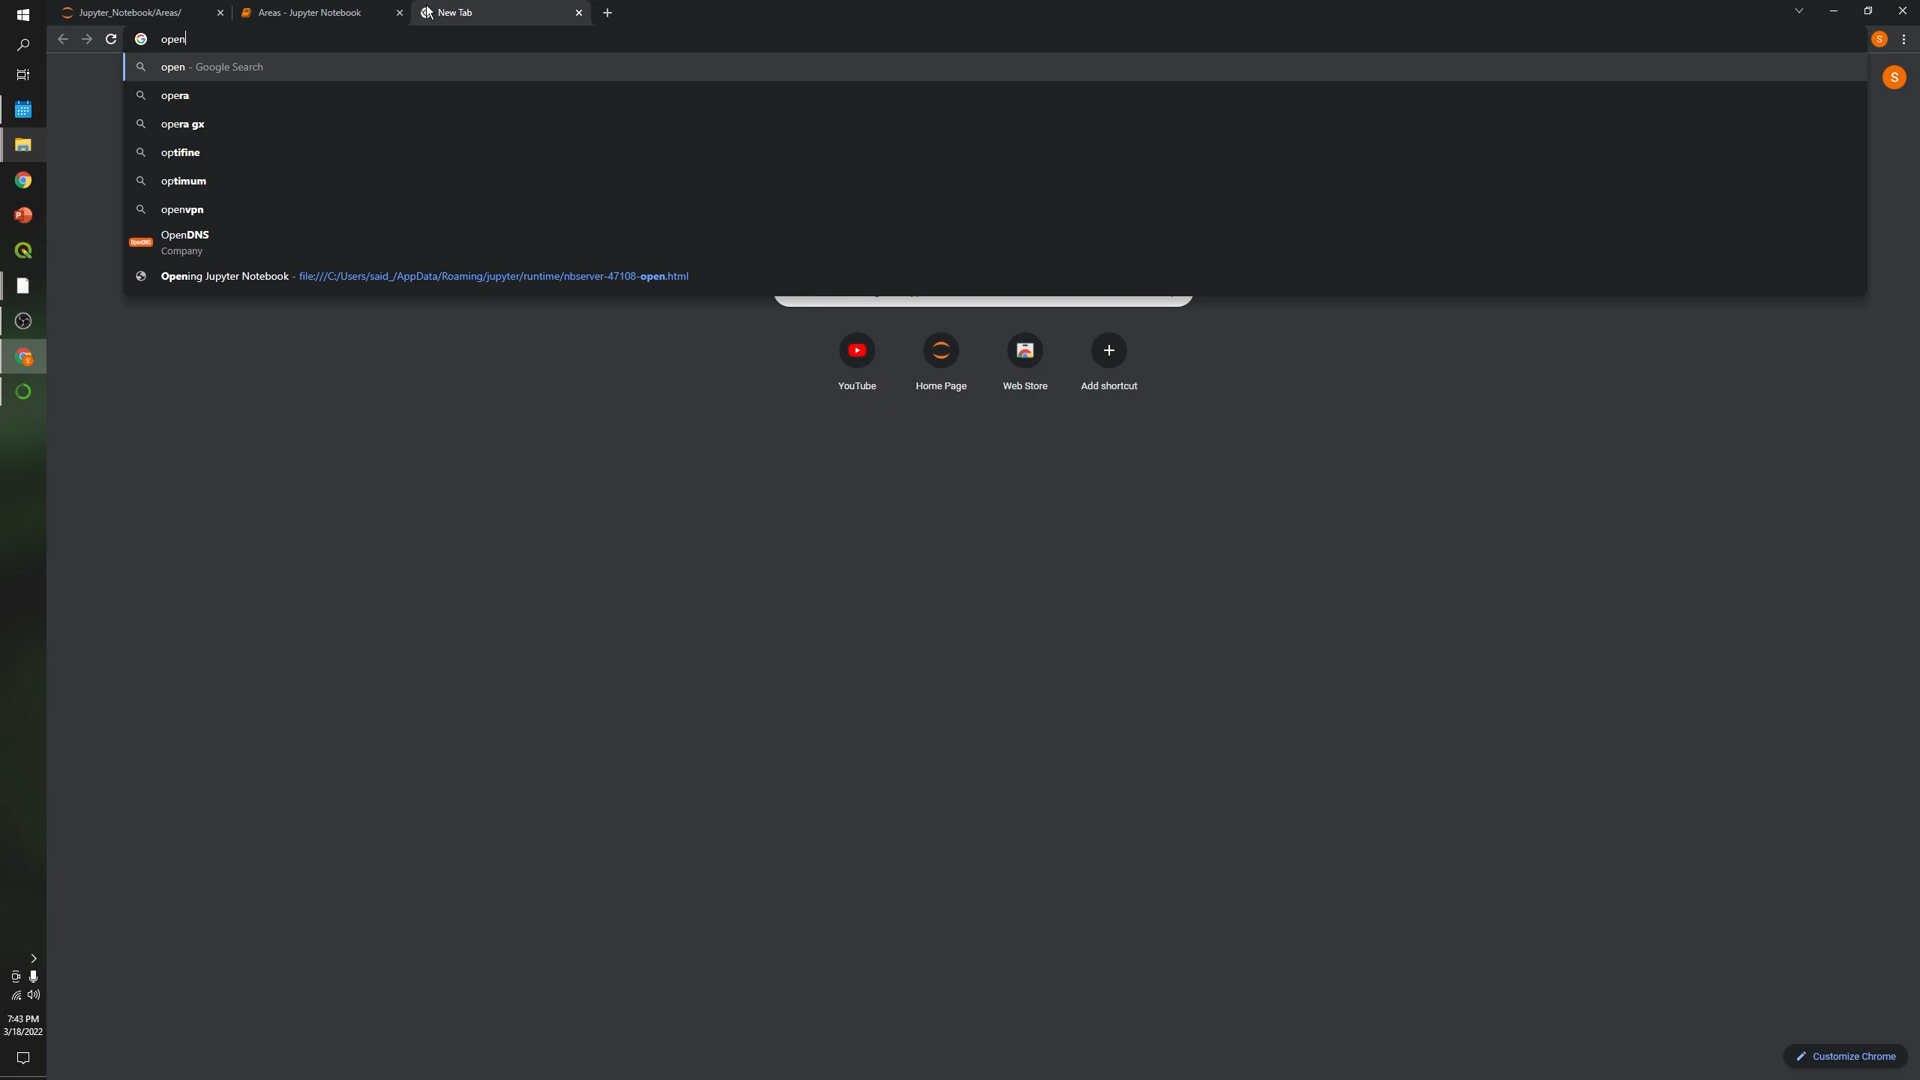 Jupyter_Notebook/Areas/
Areas - Jupyter Notebook
New Tab
open
S
open - Google Search
S
opera
opera gx
optifine
optimum
openvpn
OpenDNS
OpenDNS
Company
Opening Jupyter Notebook - file:///C:/Users/said_/AppData/Roaming/jupyter/runtime/nbserver-47108-open.html
YouTube
Home Page
Web Store
Add shortcut
7:43 PM
3/18/2022
Customize Chrome